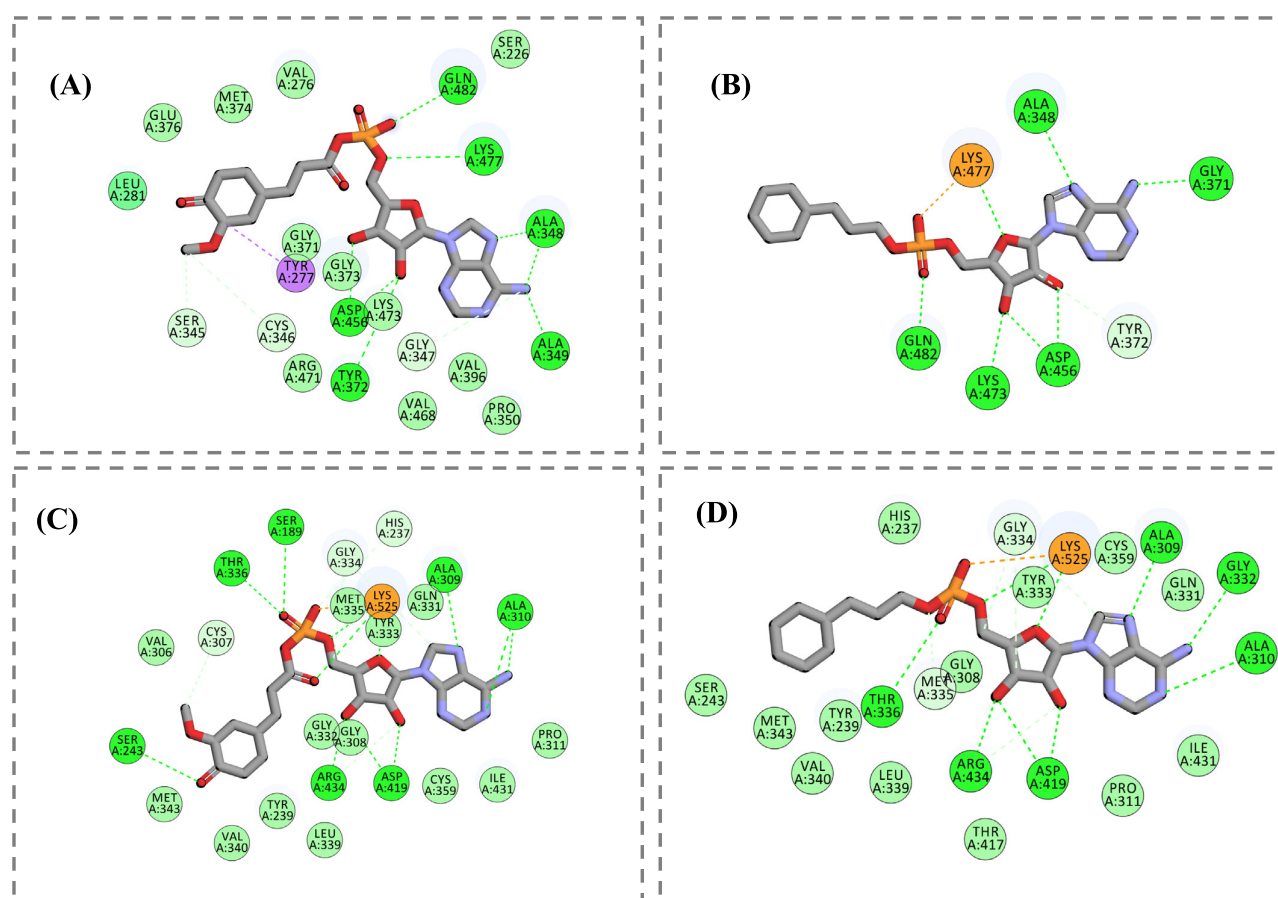 (A)
SER
A:226
VAL
A:276
GLN
A:482
MET
A:374
GLU
A:376
LYS
A:477
LEU
A:281
ALA
A:348
GLY
A:371
TYR
A:277
GLY
A:373
ASP
A:456
LYS
A:473
SER
A:345
CYS
A:346
GLY
A:347
ALA
A:349
ARG
A:471
TYR
A:372
VAL
A:396
VAL
A:468
PRO
A:350
(B)
ALA
A:348
LYS
A:477
GLY
A:371
GLN
A:482
TYR
A:372
LYS
A:473
ASP
A:456
(C)
SER
A:189
HIS
A:237
GLY
A:334
THR
A:336
ALA
A:309
LYS
A:525
MET
A:335
GLN
A:331
ALA
A:310
TYR
A:333
VAL
A:306
CYS
A:307
GLY
A:332
GLY
A:308
PRO
A:311
SER
A:243
ARG
A:434
ASP
A:419
CYS
A:359
ILE
A:431
MET
A:343
TYR
A:239
VAL
A:340
LEU
A:339
(D)
HIS
A:237
GLY
A:334
LYS
A:525
CYS
A:359
ALA
A:309
TYR
A:333
GLN
A:331
GLY
A:332
ALA
A:310
GLY
A:308
MET
A:335
THR
A:336
SER
A:243
MET
A:343
TYR
A:239
VAL
A:340
LEU
A:339
ARG
A:434
ASP
A:419
ILE
A:431
PRO
A:311
THR
A:417